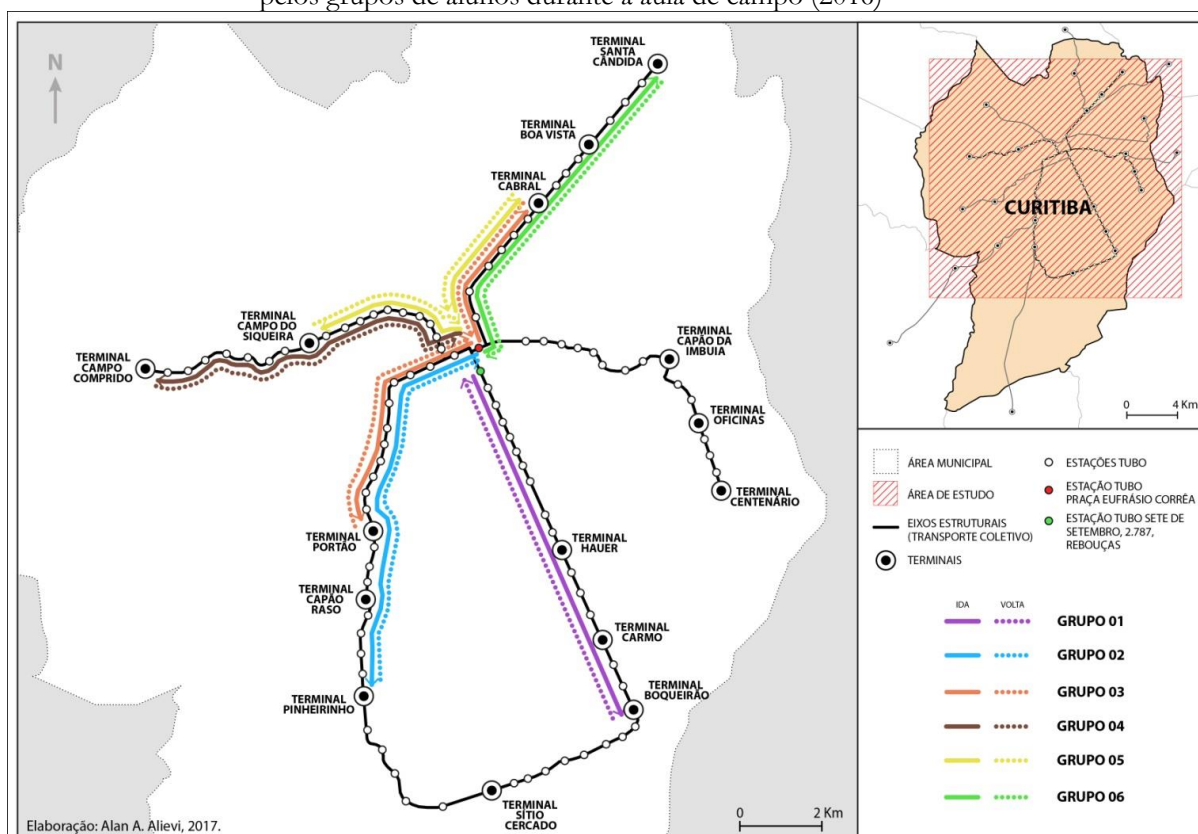 pelos grupos de alunos durante a aula de campo (2016)
N
TERMINAL
SANTA
CÂNDIDA
TERMINAL
BOA VISTA
TERMINAL
CABRAL
TERMINAL
CAMPO DO
SIQUEIRA
TERMINAL
CAMPO
COMPRIDO
TERMINAL
CAPÃO DA
IMBUIA
TERMINAL
OFICINAS
TERMINAL
CENTENÁRIO
TERMINAL
PORTÃO
TERMINAL
HAUER
TERMINAL
CAPÃO
RASO
TERMINAL
CARMO
TERMINAL
PINHEIRINHO
TERMINAL
BOQUEIRÃO
TERMINAL
SÍTIO
CERCADO
0 2 Km
Elaboração: Alan A. Alievi, 2017.
CURITIBA
0 4 Km
ÁREA MUNICIPAL
ÁREA DE ESTUDO
EIXOS ESTRUTURAIS
(TRANSPORTE COLETIVO)
TERMINAIS
ESTAÇÕES TUBO
ESTAÇÃO TUBO
PRAÇA EUFRÁSIO CORRÊA
ESTAÇÃO TUBO SETE DE
SETEMBRO, 2.787,
REBOUÇAS
IDA VOLTA
GRUPO 01
GRUPO 02
GRUPO 03
GRUPO 04
GRUPO 05
GRUPO 06